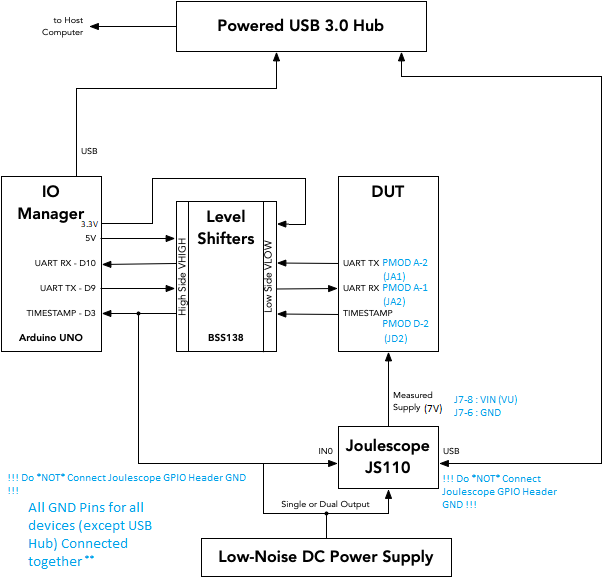 to Host
Computer
Powered USB 3.0 Hub
USB
IO
Manager
3.3V
5V
UART RX - D10
UART TX - D9
TIMESTAMP - D3
Arduino UNO
High Side VHIGH
Level
Shifters
BSS138
Low Side VLOW
DUT
UART TX PMOD A-2
(JA1)
UART RX PMOD A-1
(JA2)
TIMESTAMP
PMOD D-2
(JD2)
Measured
Supply (7V)
J7-8 : VIN (VU)
J7-6 : GND
IN0
Joulescope
JS110
USB
!!! Do *NOT* Connect Joulescope GPIO Header GND
!!!
!!! Do *NOT* Connect
Joulescope GPIO Header
GND !!!
All GND Pins for all
devices (except USB
Hub) Connected
together **
Single or Dual Output
Low-Noise DC Power Supply